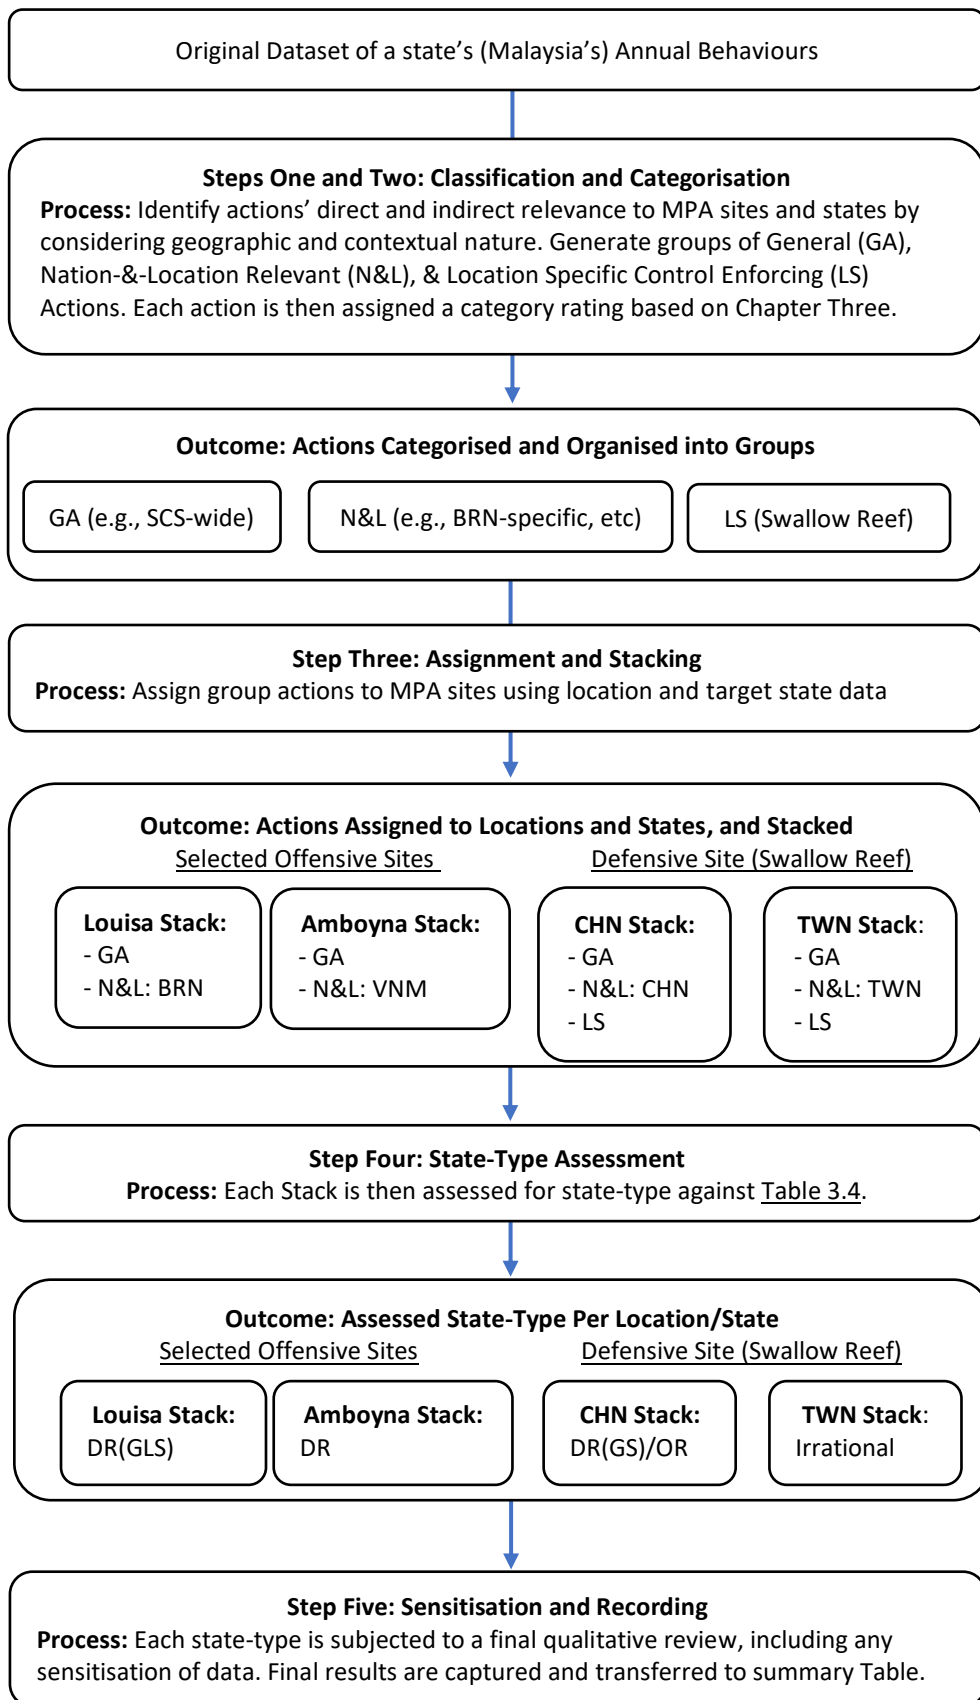 Original Dataset of a state’s (Malaysia’s) Annual Behaviours
Steps One and Two: Classification and Categorisation
Process: Identify actions’ direct and indirect relevance to MPA sites and states by
considering geographic and contextual nature. Generate groups of General (GA),
Nation-&-Location Relevant (N&L), & Location Specific Control Enforcing (LS)
Actions. Each action is then assigned a category rating based on Chapter Three.
Outcome: Actions Categorised and Organised into Groups
GA (e.g., SCS-wide)
N&L (e.g., BRN-specific, etc)
LS (Swallow Reef)
Step Three: Assignment and Stacking
Process: Assign group actions to MPA sites using location and target state data
Outcome: Actions Assigned to Locations and States, and Stacked
Selected Offensive Sites
Defensive Site (Swallow Reef)
Louisa Stack:
- GA
- N&L: BRN
Amboyna Stack:
- GA
- N&L: VNM
CHN Stack:
- GA
- N&L: CHN
- LS
TWN Stack:
- GA
- N&L: TWN
- LS
Step Four: State-Type Assessment
Process: Each Stack is then assessed for state-type against Table 3.4.
Outcome: Assessed State-Type Per Location/State
Selected Offensive Sites
Defensive Site (Swallow Reef)
Louisa Stack:
DR(GLS)
Amboyna Stack:
DR
CHN Stack:
DR(GS)/OR
TWN Stack:
Irrational
Step Five: Sensitisation and Recording
Process: Each state-type is subjected to a final qualitative review, including any
sensitisation of data. Final results are captured and transferred to summary Table.